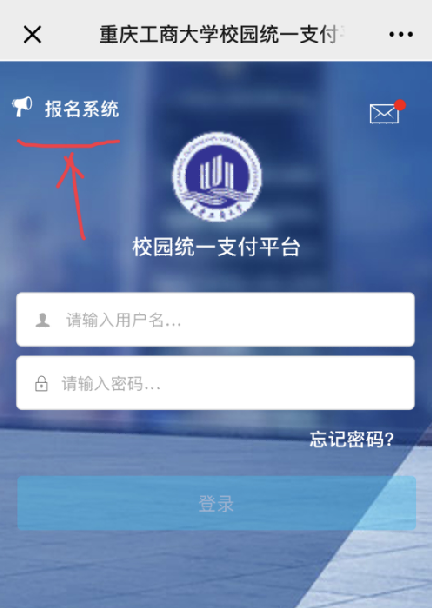 重庆工商大学校园统一支付
报名系统
校园统一支付平台
请输入用户名...
请输入密码...
忘记密码?
登录